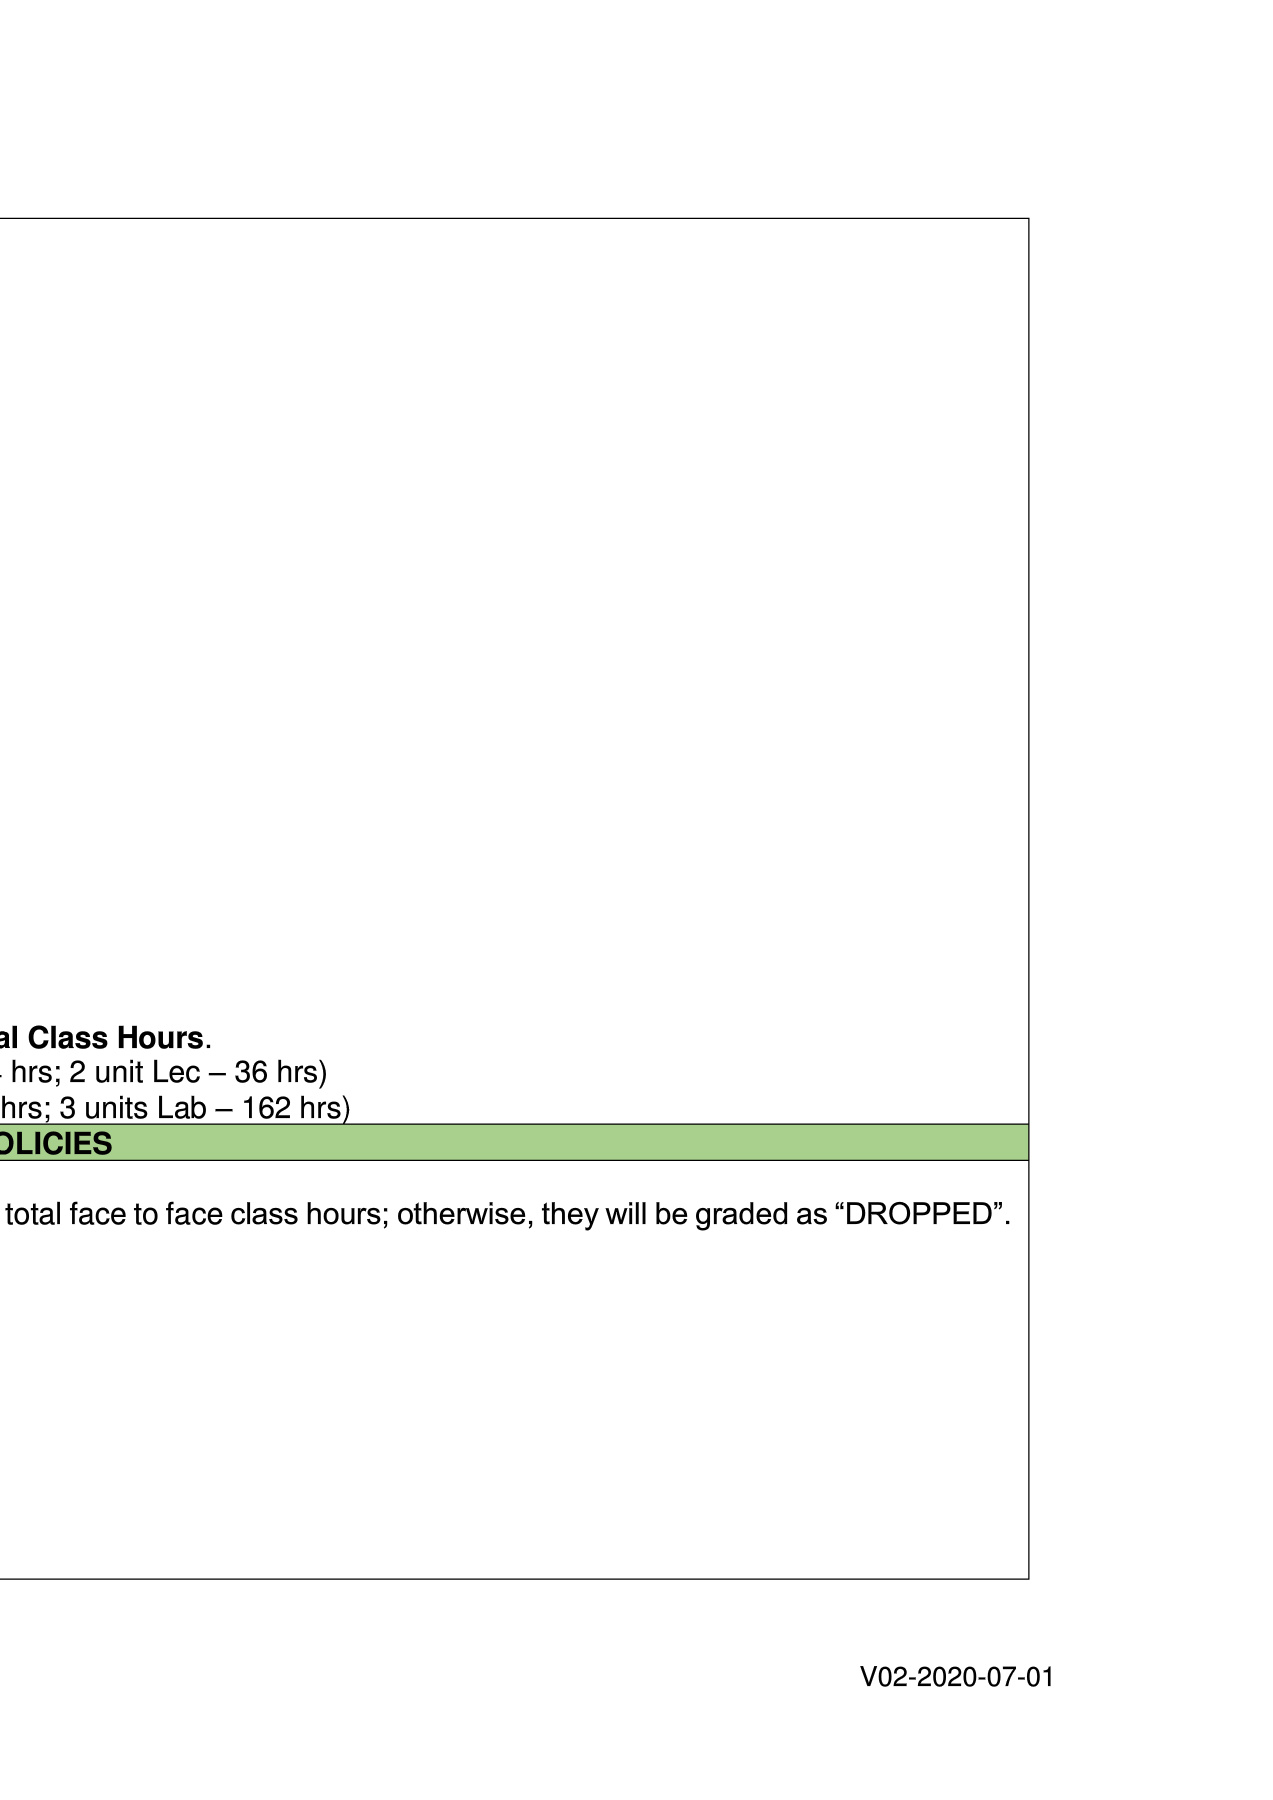 Class Hours.
hrs; 2 unit Lec – 36 hrs)
hrs; 3 units Lab – 162 hrs)
OLICIES
total face to face class hours; otherwise, they will be graded as “DROPPED”.
V02-2020-07-01